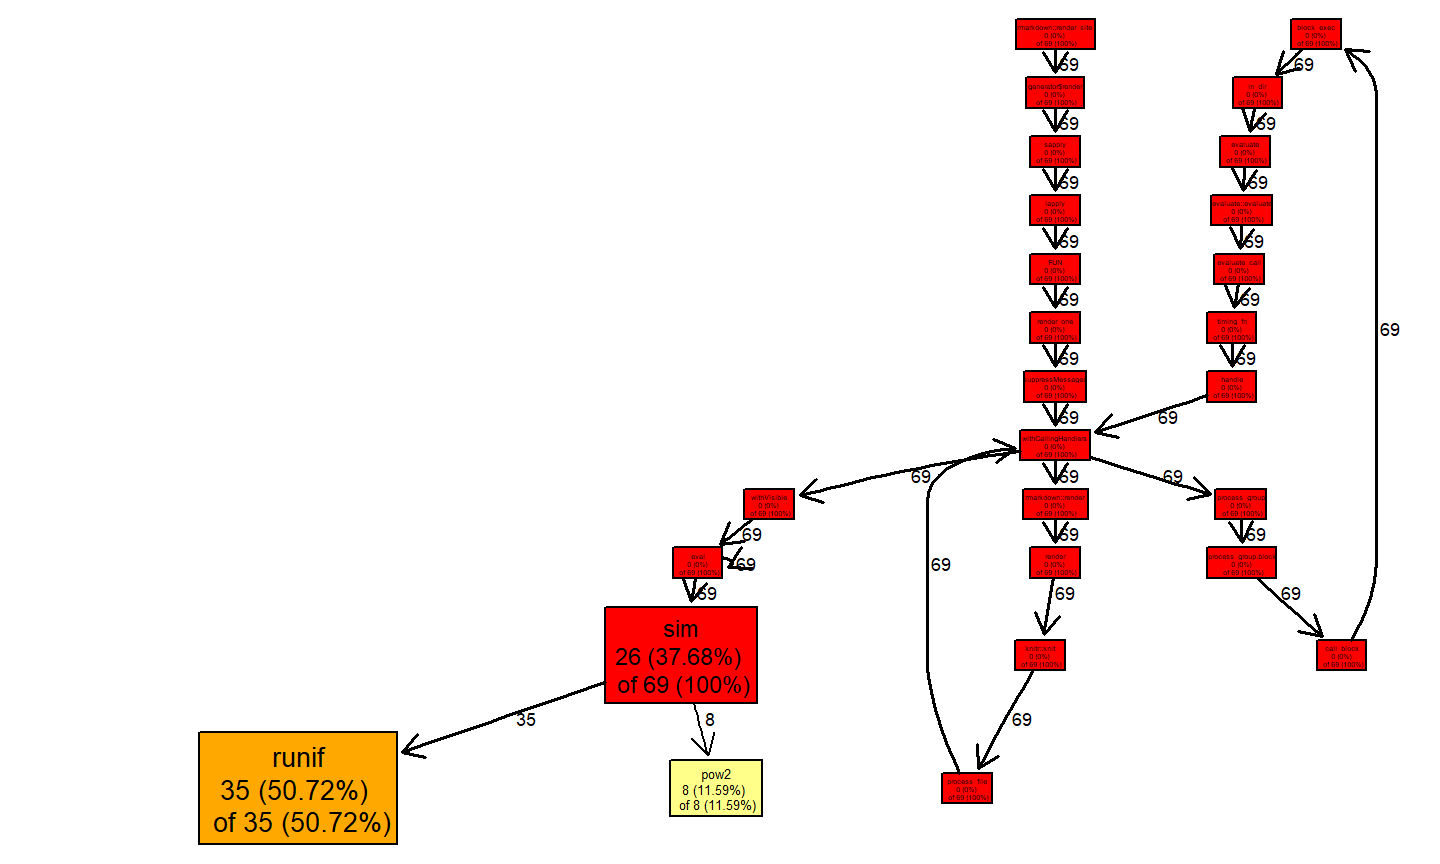 rmarkdown::render_site
0 (0%)
of 69 (100%)
block_exec
0 (0%)
of 69 (100%)
69
69
generator$render
0 (0%)
of 69 (100%)
in_dir
0 (0%)
of 69 (100%)
69
69
sapply
0 (0%)
of 69 (100%)
evaluate
0 (0%)
of 69 (100%)
69
69
lapply
0 (0%)
of 69 (100%)
evaluate::evaluate
0 (0%)
of 69 (100%)
69
69
FUN
0 (0%)
of 69 (100%)
evaluate_call
0 (0%)
of 69 (100%)
69
69
render_one
0 (0%)
of 69 (100%)
timing_fn
0 (0%)
of 69 (100%)
69
69
69
suppressMessages
0 (0%)
of 69 (100%)
handle
0 (0%)
of 69 (100%)
69
69
withCallingHandlers
0 (0%)
of 69 (100%)
69
69
69
withVisible
0 (0%)
of 69 (100%)
rmarkdown::render
0 (0%)
of 69 (100%)
process_group
0 (0%)
of 69 (100%)
69
69
69
eval
0 (0%)
of 69 (100%)
69
69
render
0 (0%)
of 69 (100%)
process_group.block
0 (0%)
of 69 (100%)
69
69
69
sim
26 (37.68%)
of 69 (100%)
knitr::knit
0 (0%)
of 69 (100%)
call_block
0 (0%)
of 69 (100%)
35
8
69
runif
35 (50.72%)
of 35 (50.72%)
pow2
8 (11.59%)
of 8 (11.59%)
process_file
0 (0%)
of 69 (100%)